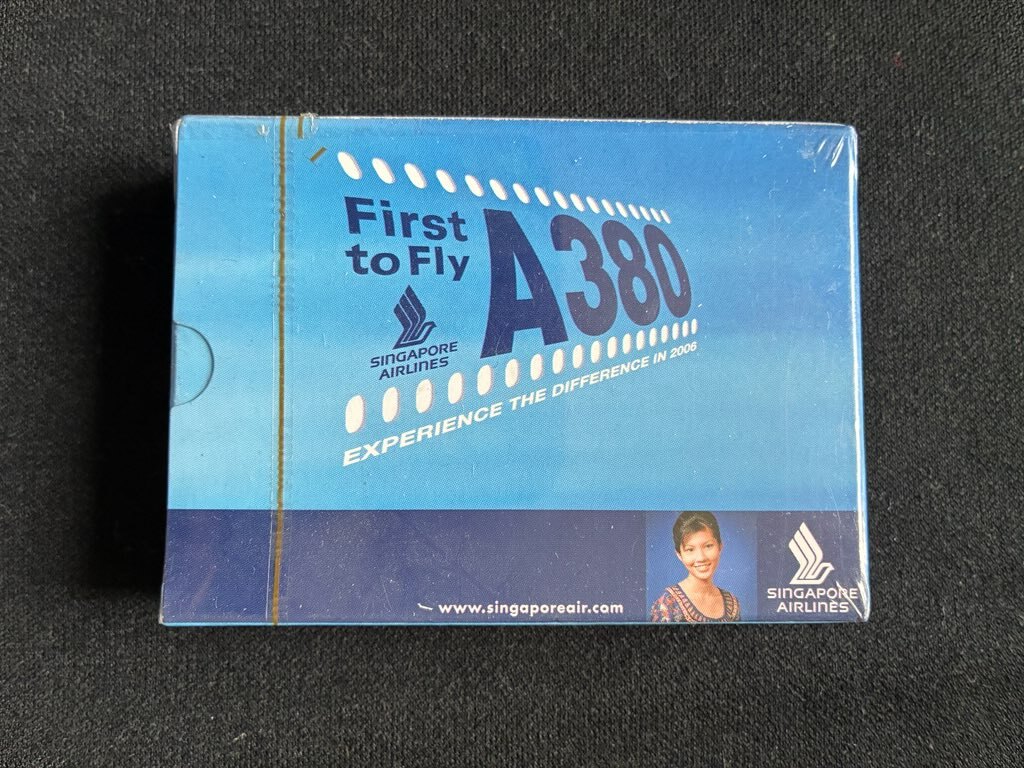 First
to Fly
A380
SINGAPORE
AIRLINES
EXPERIENCE THE DIFFERENCE IN 2006
www.singaporeair.com
SINGAPORE
AIRLINES